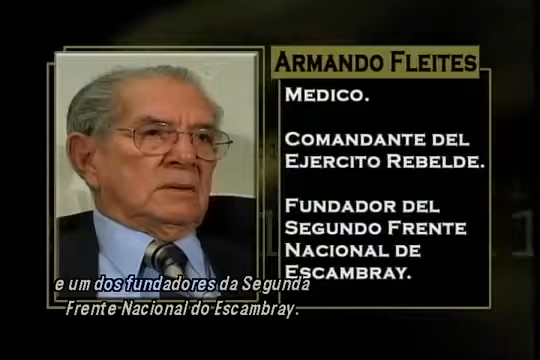 ARMANDO FLEITES
MEDICO.
COMANDANTE DEL
EJERCITO REBELDE.
FUNDADOR DEL
SEGUNDO FRENTE
NACIONAL DE
ESCAMBRAY.
e um dos fundadores da Segunda
Frente Nacional do Escambray.